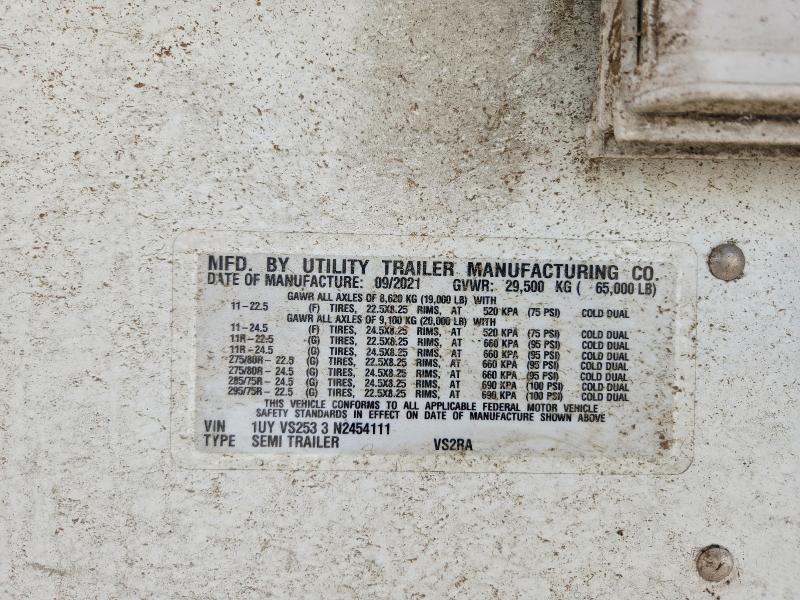 MFD. BY UTILITY TRAILER MANUFACTURING CO.
DATE OF MANUFACTURE: 09/2021 GVWR: 29,500 KG ( 65,000 LB)
GAWR ALL AXLES OF 8,620 KG (19,000 LB) WITH
11-22.5 (F) TIRES, 22.5X8.25 RIMS, AT 520 KPA (75 PSI) COLD DUAL
GAWR ALL AXLES OF 9,100 KG (20,000 LB) WITH
11-24.5 (F) TIRES, 24.5X8.25 RIMS, AT 520 KPA (75 PSI) COLD DUAL
11R-22.5 (G) TIRES, 22.5X8.25 RIMS, AT 660 KPA (95 PSI) COLD DUAL
11R-24.5 (G) TIRES, 24.5X8.25 RIMS, AT 660 KPA (95 PSI) COLD DUAL
275/80R-22.5 (G) TIRES, 22.5X8.25 RIMS, AT 660 KPA (95 PSI) COLD DUAL
275/80R-24.5 (G) TIRES, 24.5X8.25 RIMS, AT 660 KPA (95 PSI) COLD DUAL
285/75R-24.5 (G) TIRES, 24.5X8.25 RIMS, AT 690 KPA (100 PSI) COLD DUAL
295/75R-22.5 (G) TIRES, 22.5X8.25 RIMS, AT 690 KPA (100 PSI) COLD DUAL
THIS VEHICLE CONFORMS TO ALL APPLICABLE FEDERAL MOTOR VEHICLE
SAFETY STANDARDS IN EFFECT ON DATE OF MANUFACTURE SHOWN ABOVE
VIN 1UY VS253 3 N2454111
TYPE SEMI TRAILER VS2RA